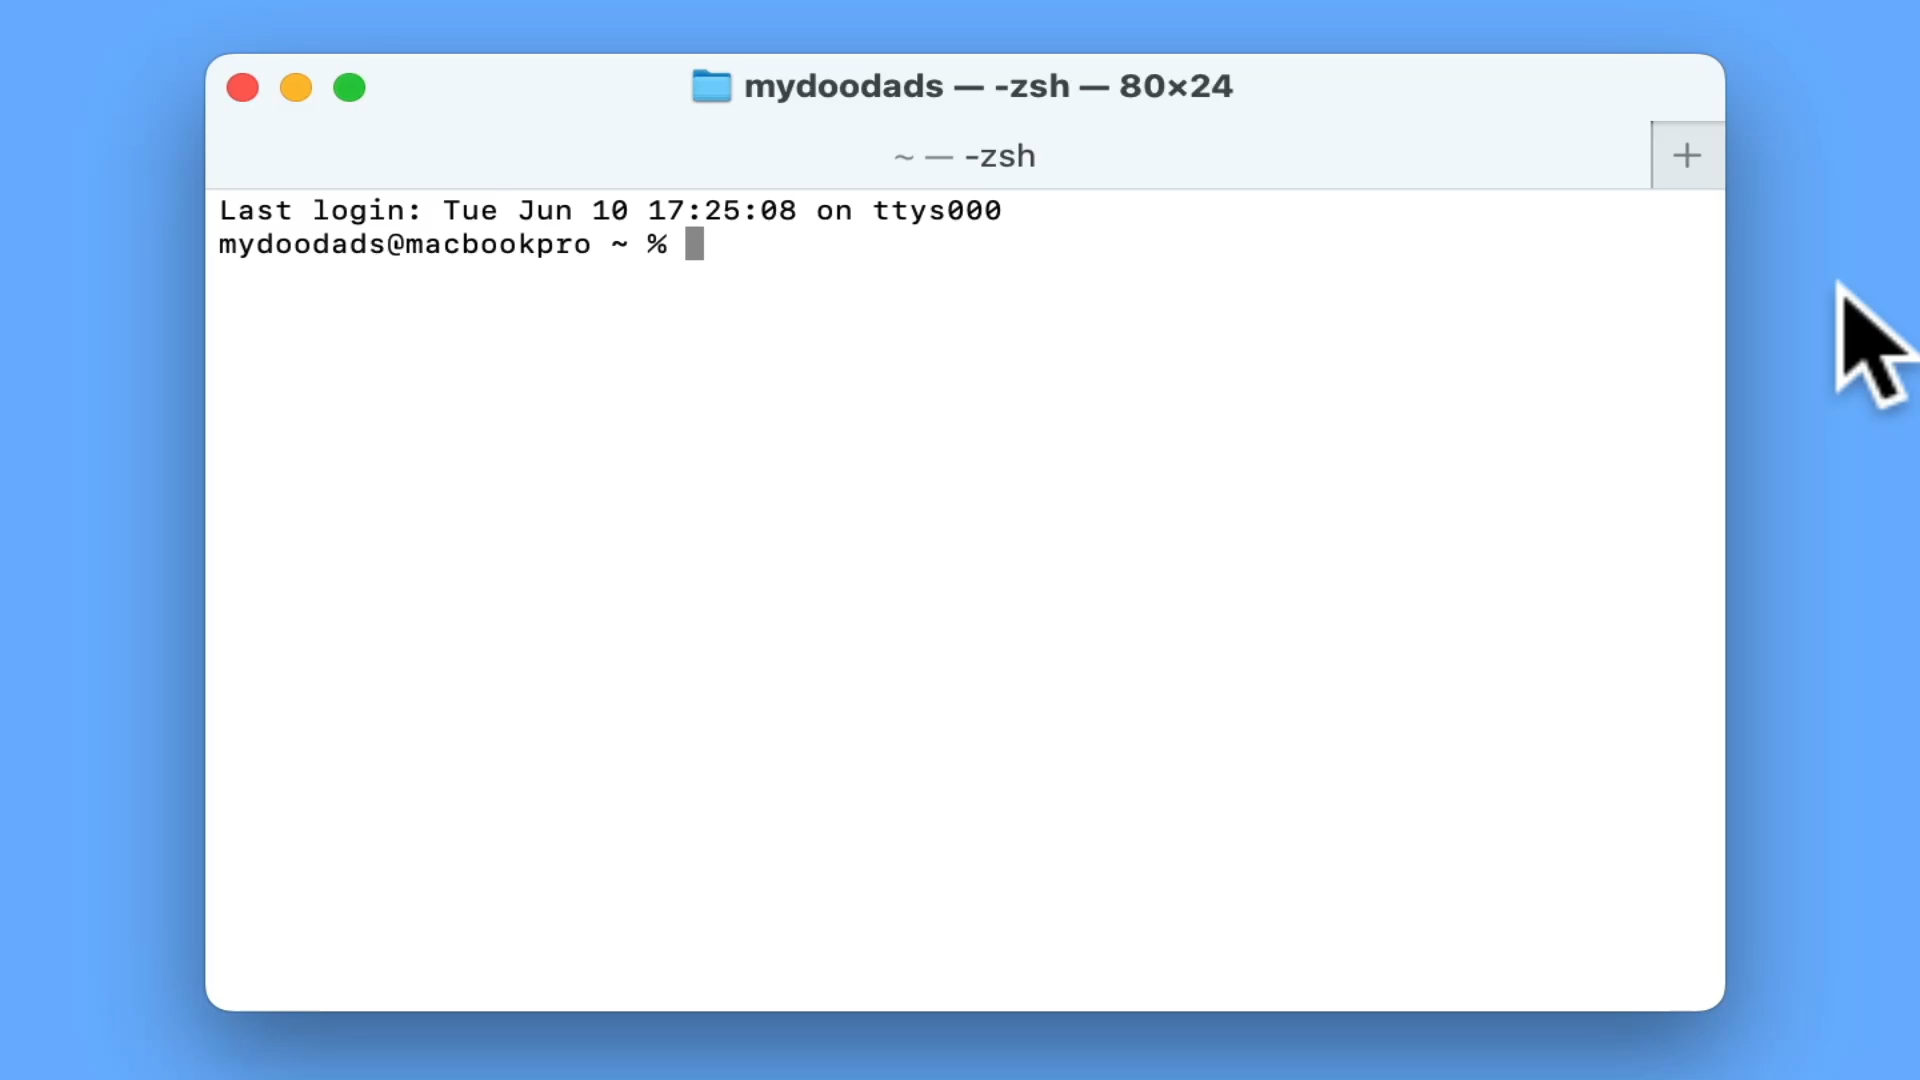 mydoodads — -zsh — 80×24
~ — -zsh
Last login: Tue Jun 10 17:25:08 on ttys000
mydoodads@macbookpro ~ %